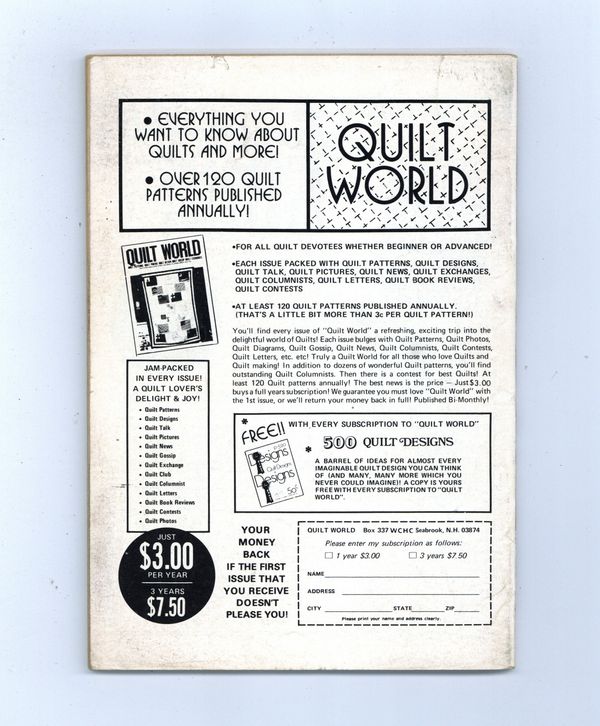 • EVERYTHING YOU
WANT TO KNOW ABOUT
QUILTS AND MORE!
• OVER 120 QUILT
PATTERNS PUBLISHED
ANNUALLY!
QUILT
WORLD
QUILT WORLD
•FOR ALL QUILT DEVOTEES WHETHER BEGINNER OR ADVANCED!
•EACH ISSUE PACKED WITH QUILT PATTERNS, QUILT DESIGNS,
QUILT TALK, QUILT PICTURES, QUILT NEWS, QUILT EXCHANGES,
QUILT COLUMNISTS, QUILT LETTERS, QUILT BOOK REVIEWS,
QUILT CONTESTS
•AT LEAST 120 QUILT PATTERNS PUBLISHED ANNUALLY.
(THAT'S A LITTLE BIT MORE THAN 3c PER QUILT PATTERN!)
You'll find every issue of "Quilt World" a refreshing, exciting trip into the
delightful world of Quilts! Each issue bulges with Quilt Patterns, Quilt Photos,
Quilt Diagrams, Quilt Gossip, Quilt News, Quilt Columnists, Quilt Contests,
Quilt Letters, etc. etc! Truly a Quilt World for all those who love Quilts and
Quilt making! In addition to dozens of wonderful Quilt patterns, you'll find
outstanding Quilt Columnists. Then there is a contest for best Quilts! At
least 120 Quilt patterns annually! The best news is the price — Just $3.00
buys a full years subscription! We guarantee you must love "Quilt World" with
the 1st issue, or we'll return your money back in full! Published Bi-Monthly!
JAM-PACKED
IN EVERY ISSUE!
A QUILT LOVER'S
DELIGHT & JOY!
• Quilt Patterns
• Quilt Designs
• Quilt Talk
• Quilt Pictures
• Quilt News
• Quilt Gossip
• Quilt Exchange
• Quilt Club
• Quilt Columnist
• Quilt Letters
• Quilt Book Reviews
• Quilt Contests
• Quilt Photos
* FREE!! WITH EVERY SUBSCRIPTION TO "QUILT WORLD"
* 500 QUILT DESIGNS
Designs
Quilt Design
Designs
50¢
A BARREL OF IDEAS FOR ALMOST EVERY
IMAGINABLE QUILT DESIGN YOU CAN THINK
OF (AND MANY, MANY MORE WHICH YOU
NEVER COULD IMAGINE)! A COPY IS YOURS
FREE WITH EVERY SUBSCRIPTION TO "QUILT
WORLD".
JUST
$3.00
PER YEAR
3 YEARS
$7.50
YOUR
MONEY
BACK
IF THE FIRST
ISSUE THAT
YOU RECEIVE
DOESN'T
PLEASE YOU!
QUILT WORLD Box 337 WCHC Seabrook, N.H. 03874
Please enter my subscription as follows:
☐ 1 year $3.00 ☐ 3 years $7.50
NAME
ADDRESS
CITY STATE ZIP
Please print your name and address clearly.